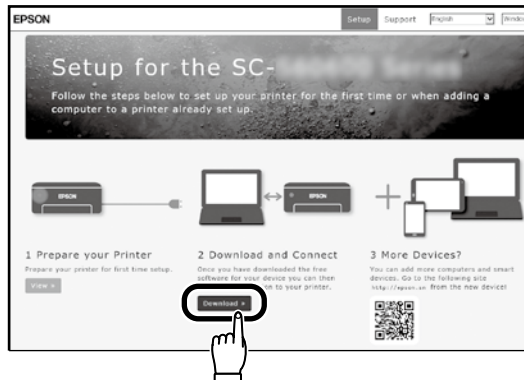 EPSON
Setup Support English Windo
Setup for the SC-
Follow the steps below to set up your printer for the first time or when adding a
computer to a printer already set up.
EPSON
EPSON
1 Prepare your Printer
Prepare your printer for first time setup.
View »
2 Download and Connect
Once you have downloaded the free
software for your device you can then
on to your printer.
Download »
3 More Devices?
You can add more computers and smart
devices. Go to the following site
http://epson.sn from the new device!